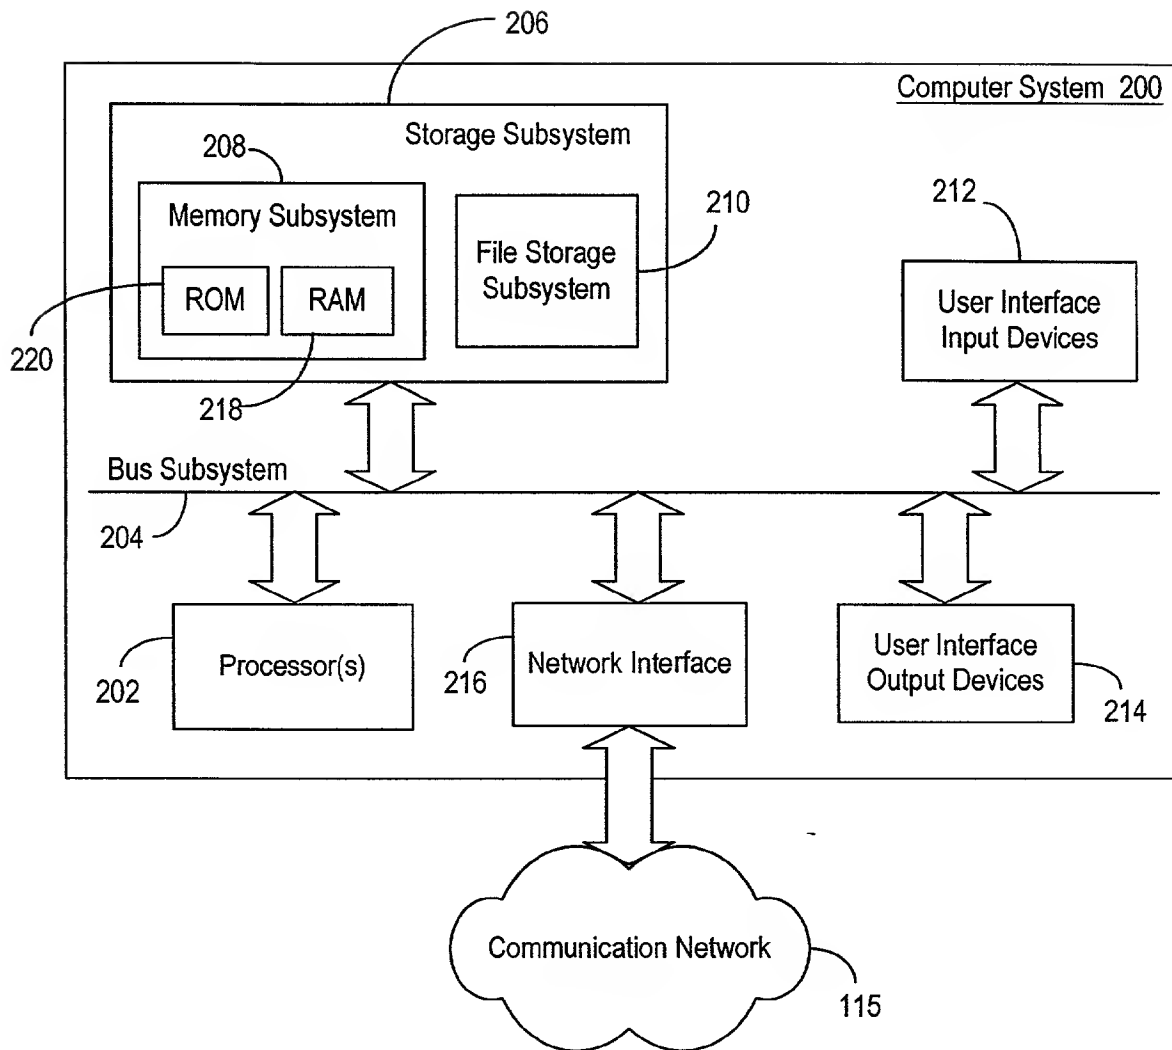 206
Computer System 200
Storage Subsystem
208
Memory Subsystem
210
212
File Storage
Subsystem
ROM
RAM
User Interface
Input Devices
220
218
Bus Subsystem
204
Processor(s)
202
Network Interface
216
User Interface
Output Devices
214
Communication Network
115